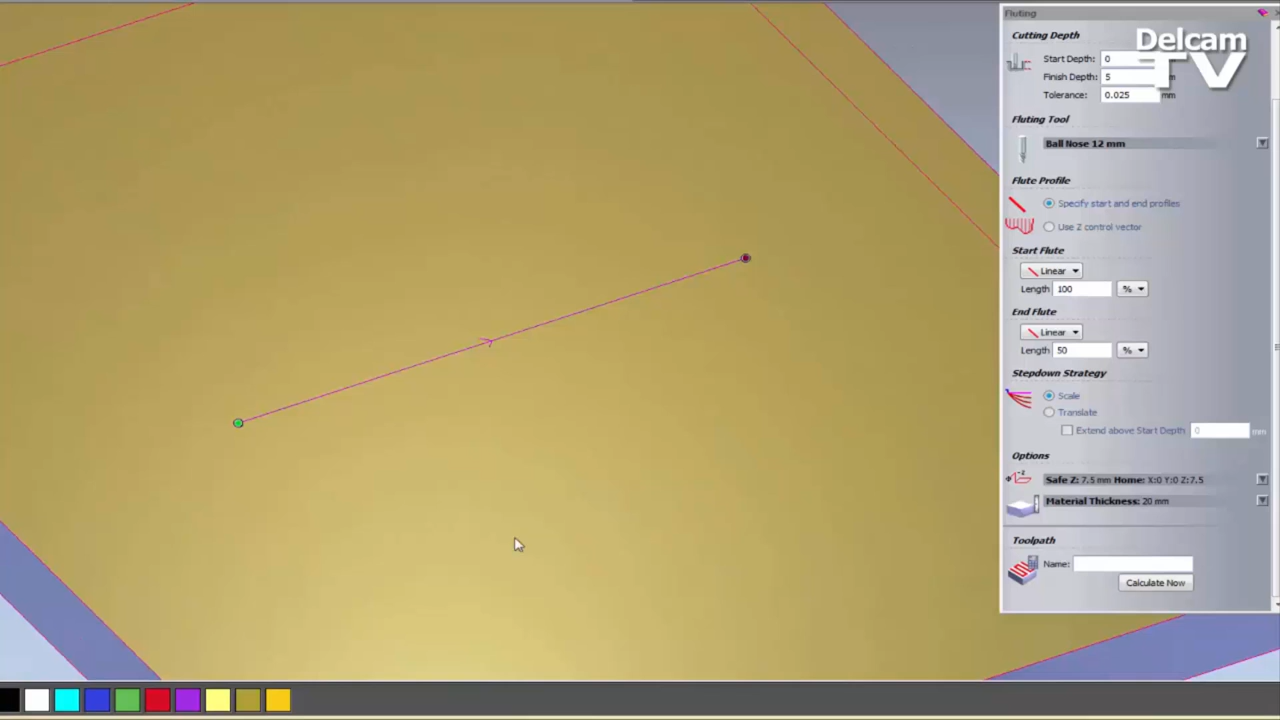 Fluting
Delcam
TV
Cutting Depth
Start Depth: 0
Finish Depth: 5
Tolerance: 0.025 mm
Fluting Tool
Ball Nose 12 mm
Flute Profile
Specify start and end profiles
Use Z control vector
Start Flute
Linear
Length 100 %
End Flute
Linear
Length 50 %
Stepdown Strategy
Scale
Translate
Extend above Start Depth 0 mm
Options
Safe Z: 7.5 mm Home: X:0 Y:0 Z:7.5
Material Thickness: 20 mm
Toolpath
Name:
Calculate Now